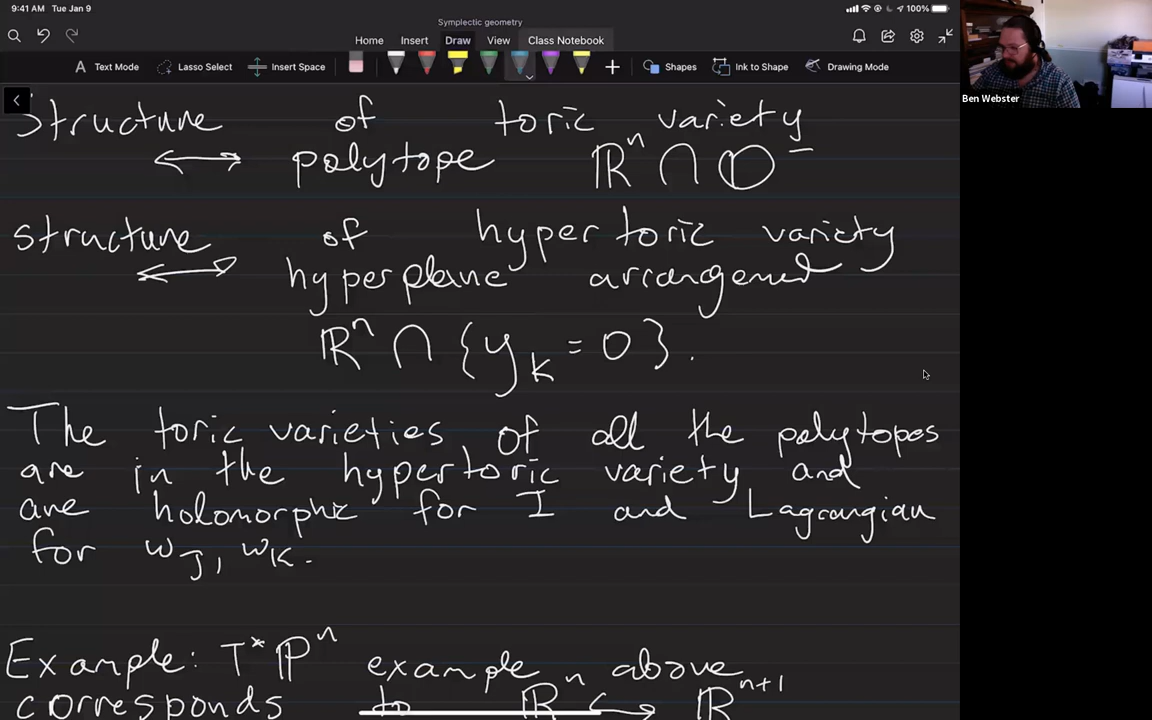 9:41 AM Tue Jan 9
100%
Symplectic geometry
Home Insert Draw View Class Notebook
Text Mode Lasso Select Insert Space Shapes Ink to Shape Drawing Mode
Ben Webster
Structure of toric variety
↔ polytope ℝⁿ ∩ 𝕆⁻
structure of hypertoric variety
↔ hyperplane arrangement
ℝⁿ ∩ {y_k = 0}.
The toric varieties of all the polytopes
are in the hypertoric variety and
are holomorphic for I and Lagrangian
for ω_J, ω_K.
Example: T*ℙⁿ example above
corresponds to ℝⁿ ↔ ℝⁿ⁺¹